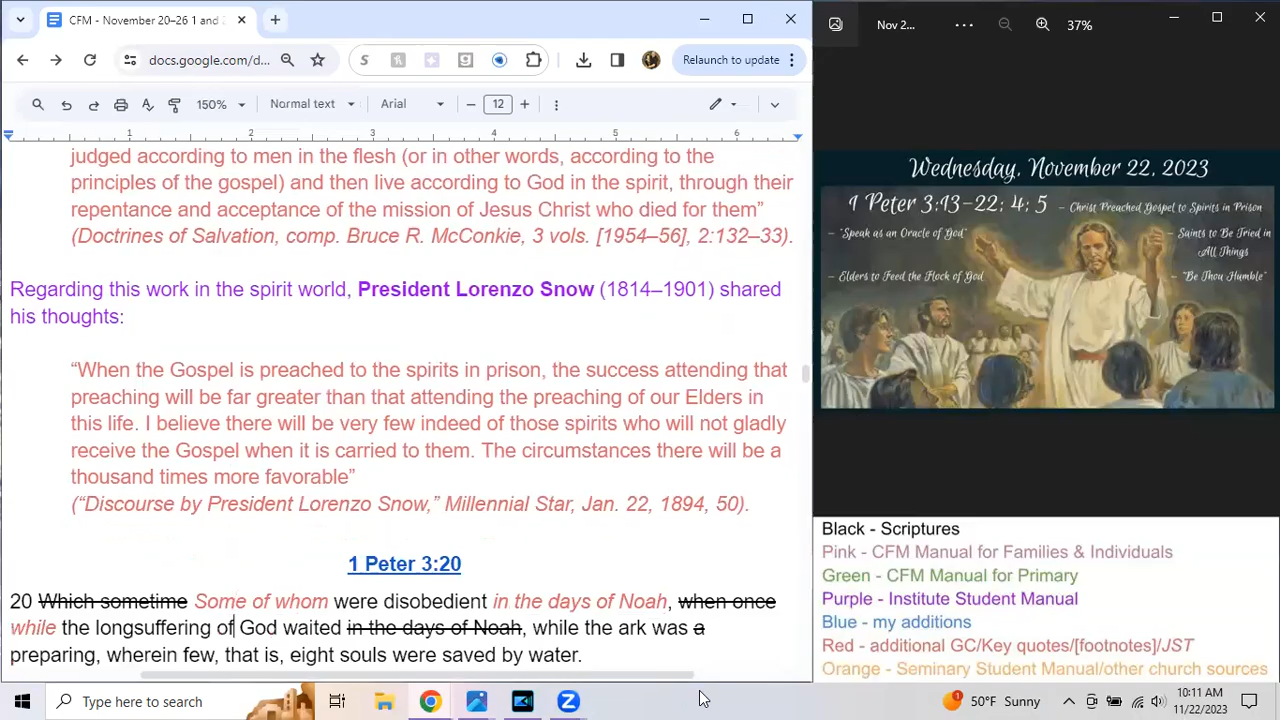 CFM - November 20–26 1 and 2
docs.google.com/d...
Relaunch to update
150%
Normal text
Arial
12
1 2 3 4 5 6
judged according to men in the flesh (or in other words, according to the
principles of the gospel) and then live according to God in the spirit, through their
repentance and acceptance of the mission of Jesus Christ who died for them”
(Doctrines of Salvation, comp. Bruce R. McConkie, 3 vols. [1954–56], 2:132–33).
Regarding this work in the spirit world, President Lorenzo Snow (1814–1901) shared
his thoughts:
“When the Gospel is preached to the spirits in prison, the success attending that
preaching will be far greater than that attending the preaching of our Elders in
this life. I believe there will be very few indeed of those spirits who will not gladly
receive the Gospel when it is carried to them. The circumstances there will be a
thousand times more favorable”
(“Discourse by President Lorenzo Snow,” Millennial Star, Jan. 22, 1894, 50).
1 Peter 3:20
20 Which sometime Some of whom were disobedient in the days of Noah, when once
while the longsuffering of God waited in the days of Noah, while the ark was a
preparing, wherein few, that is, eight souls were saved by water.
Nov 2...
37%
Wednesday, November 22, 2023
1 Peter 3:13–22; 4; 5 – Christ Preached Gospel to Spirits in Prison
– “Speak as an Oracle of God”
– Saints to Be Tried in
All Things
– Elders to Feed the Flock of God
– “Be Thou Humble”
Black - Scriptures
Pink - CFM Manual for Families & Individuals
Green - CFM Manual for Primary
Purple - Institute Student Manual
Blue - my additions
Red - additional GC/Key quotes/[footnotes]/JST
Orange - Seminary Student Manual/other church sources
Type here to search
1
50°F Sunny
10:11 AM
11/22/2023